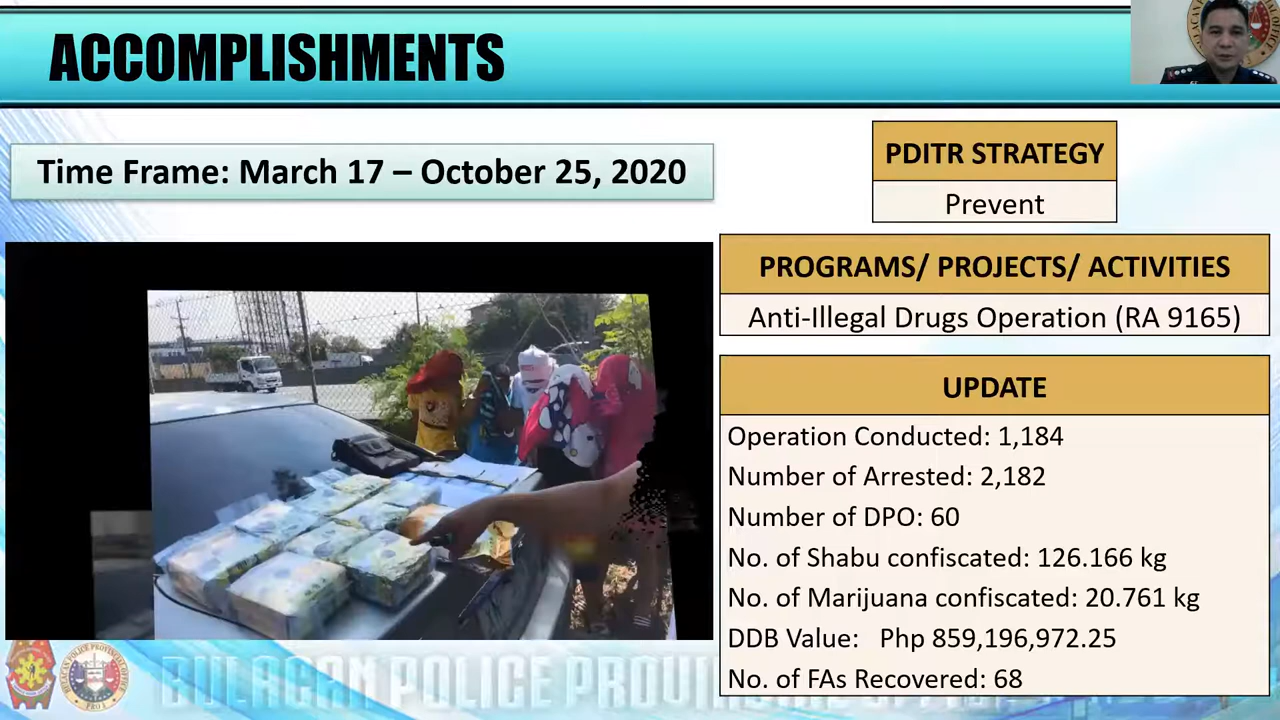 ACCOMPLISHMENTS
Time Frame: March 17 – October 25, 2020
PDITR STRATEGY
Prevent
PROGRAMS/ PROJECTS/ ACTIVITIES
Anti-Illegal Drugs Operation (RA 9165)
UPDATE
Operation Conducted: 1,184
Number of Arrested: 2,182
Number of DPO: 60
No. of Shabu confiscated: 126.166 kg
No. of Marijuana confiscated: 20.761 kg
DDB Value: Php 859,196,972.25
No. of FAs Recovered: 68
BULACAN POLICE